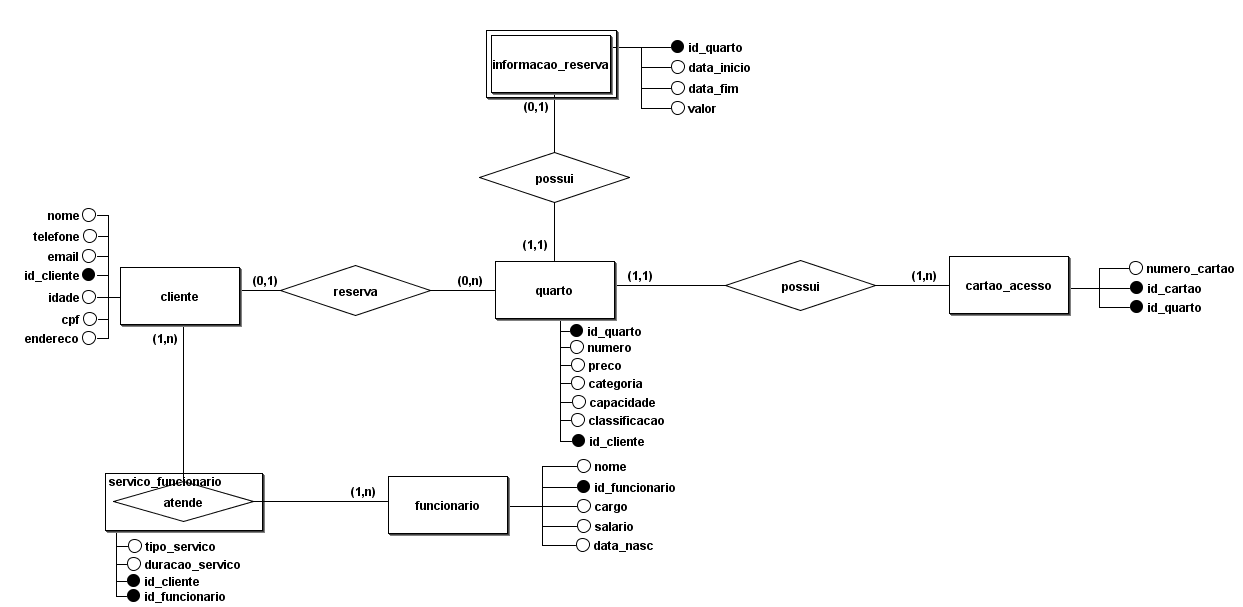 informacao_reserva
id_quarto
data_inicio
data_fim
valor
(0,1)
possui
(1,1)
nome
telefone
email
id_cliente
idade
cpf
endereco
cliente
(0,1)
reserva
(0,n)
quarto
(1,1)
possui
(1,n)
cartao_acesso
numero_cartao
id_cartao
id_quarto
id_quarto
numero
preco
categoria
capacidade
classificacao
id_cliente
(1,n)
servico_funcionario
atende
(1,n)
funcionario
nome
id_funcionario
cargo
salario
data_nasc
tipo_servico
duracao_servico
id_cliente
id_funcionario